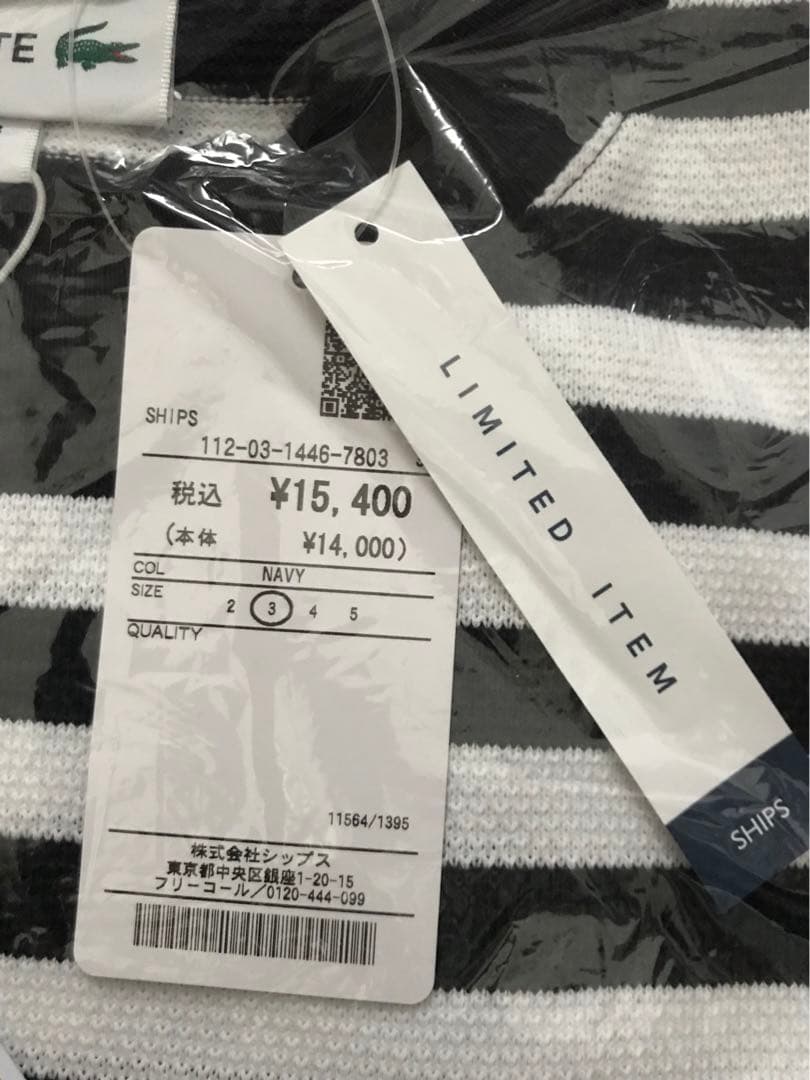 TE
SHIPS
112-03-1446-7803
税込 ¥15,400
(本体 ¥14,000)
COL NAVY
SIZE 2 3 4 5
QUALITY
11564/1395
株式会社シップス
東京都中央区銀座1-20-15
フリーコール/0120-444-099
LIMITED ITEM
SHIPS